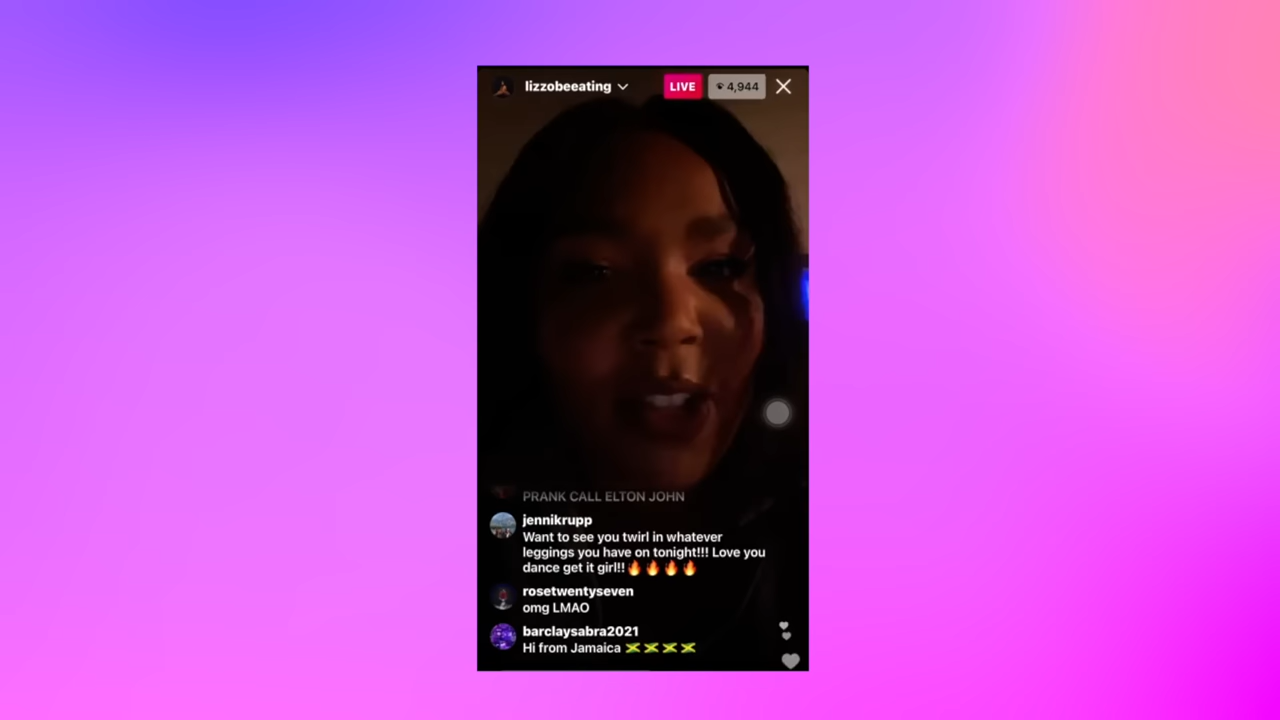 lizzobeeating
LIVE
4,944
PRANK CALL ELTON JOHN
jennikrupp
Want to see you twirl in whatever
leggings you have on tonight!!! Love you
dance get it girl!!🔥🔥🔥🔥
rosetwentyseven
omg LMAO
barclaysabra2021
Hi from Jamaica 🇯🇲🇯🇲🇯🇲🇯🇲